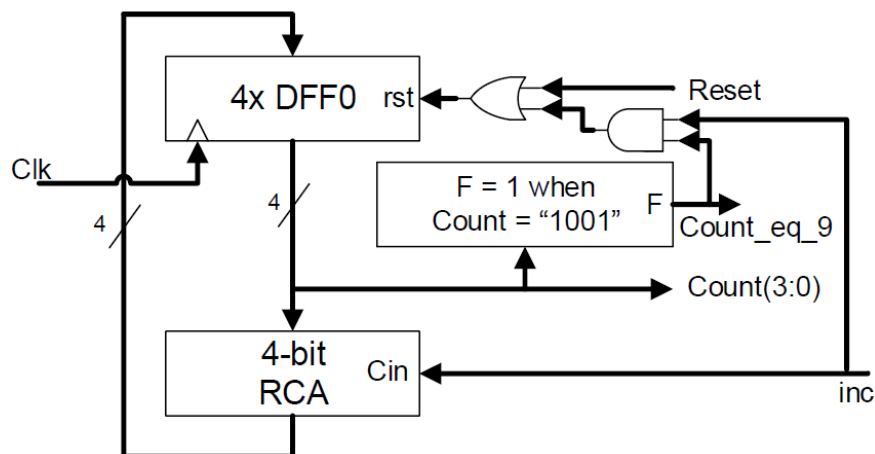 4x DFF0
rst
Reset
Clk
4
4
F = 1 when
Count = “1001”
F
Count_eq_9
Count(3:0)
4-bit
RCA
Cin
inc